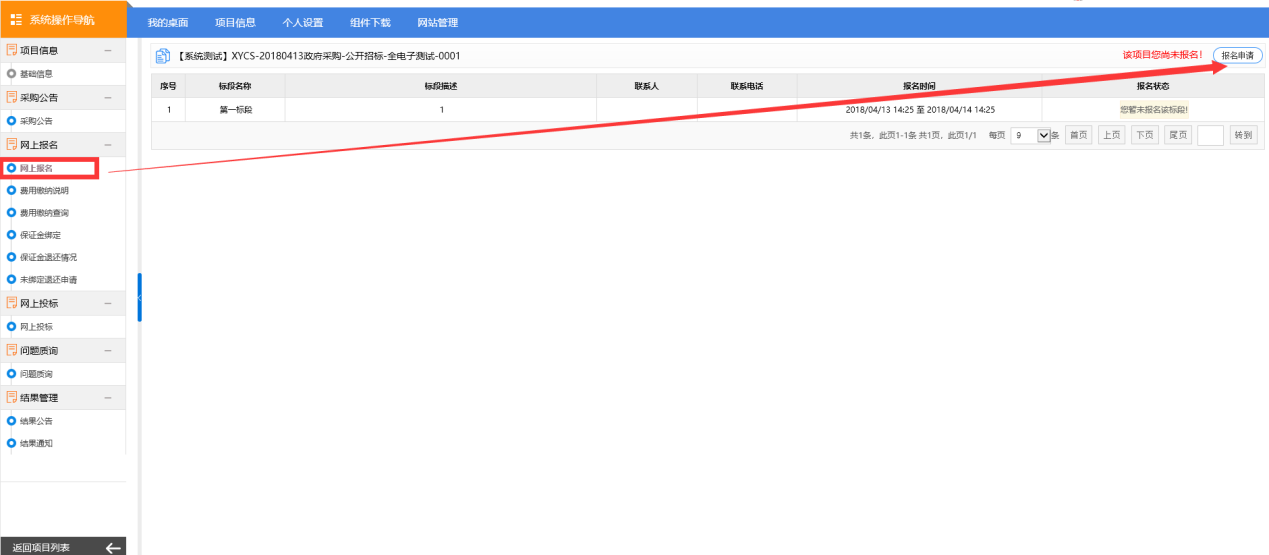 系统操作导航
我的桌面 项目信息 个人设置 组件下载 网站管理
项目信息
基础信息
采购公告
采购公告
网上报名
网上报名
费用缴纳说明
费用缴纳查询
保证金绑定
保证金退还情况
未绑定退还申请
网上投标
网上投标
问题质询
问题质询
结果管理
结果公告
结果通知
返回项目列表
【系统测试】XYCS-20180413政府采购-公开招标-全电子测试-0001 该项目您尚未报名! 报名申请
序号 标段名称 标段描述 联系人 联系电话 报名时间 报名状态
1 第一标段 1 2018/04/13 14:25 至 2018/04/14 14:25 您暂未报名该标段!
共1条, 此页1-1条 共1页, 此页1/1 每页 9 条 首页 上页 下页 尾页 转到